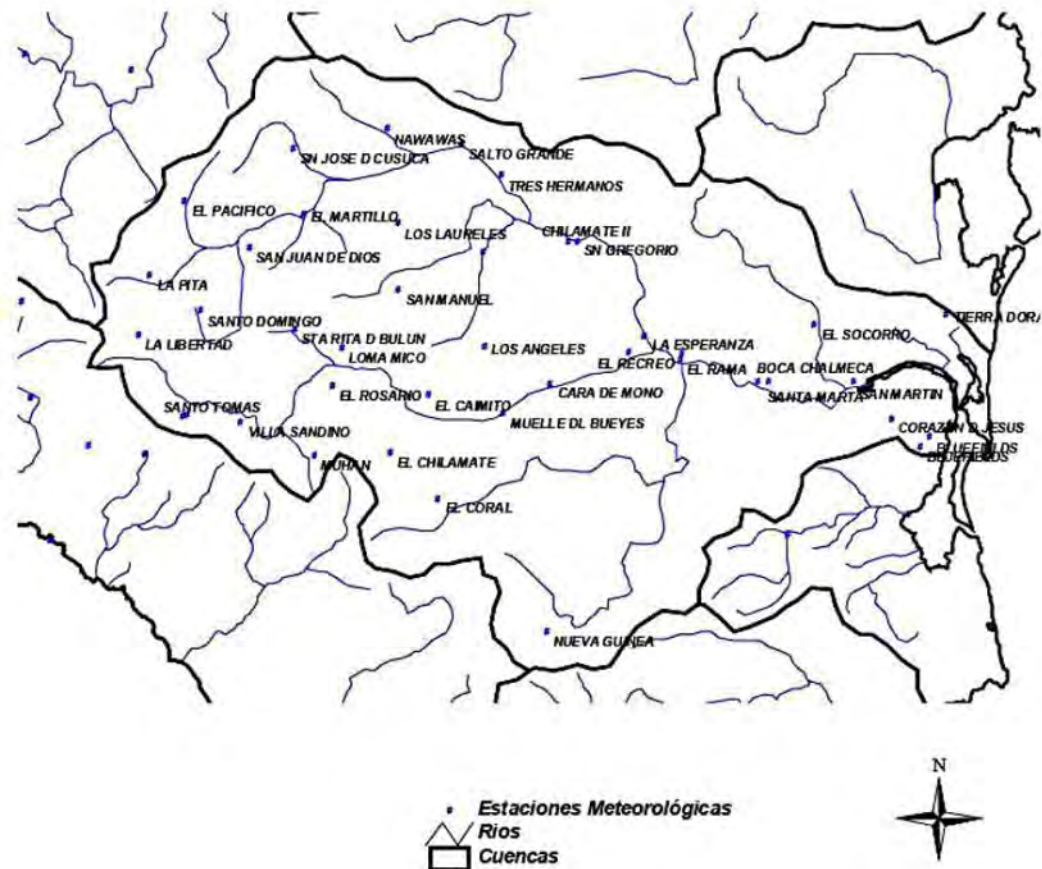 NAWAWAS
SN JOSE D CUSUCA
SALTO GRANDE
TRES HERMANOS
EL PACIFICO
EL MARTILLO
LOS LAURELES
CHILAMATE II
SN GREGORIO
SAN JUAN DE DIOS
LA PITA
SAN MANUEL
SANTO DOMINGO
TIERRA DORA
STA RITA D BULUN
EL SOCORRO
LA LIBERTAD
LOMA MICO
LOS ANGELES
LA ESPERANZA
EL RECREO
EL RAMA
BOCA CHALMECA
EL ROSARIO
EL CAIMITO
CARA DE MONO
SANTA MARTA
SAN MARTIN
SANTO TOMAS
VILLA SANDINO
MUELLE DL BUEYES
CORAZON D JESUS
BLUEFIELDS
BLUEFIELDS
MUHAN
EL CHILAMATE
EL CORAL
NUEVA GUINEA
N
Estaciones Meteorológicas
Rios
Cuencas